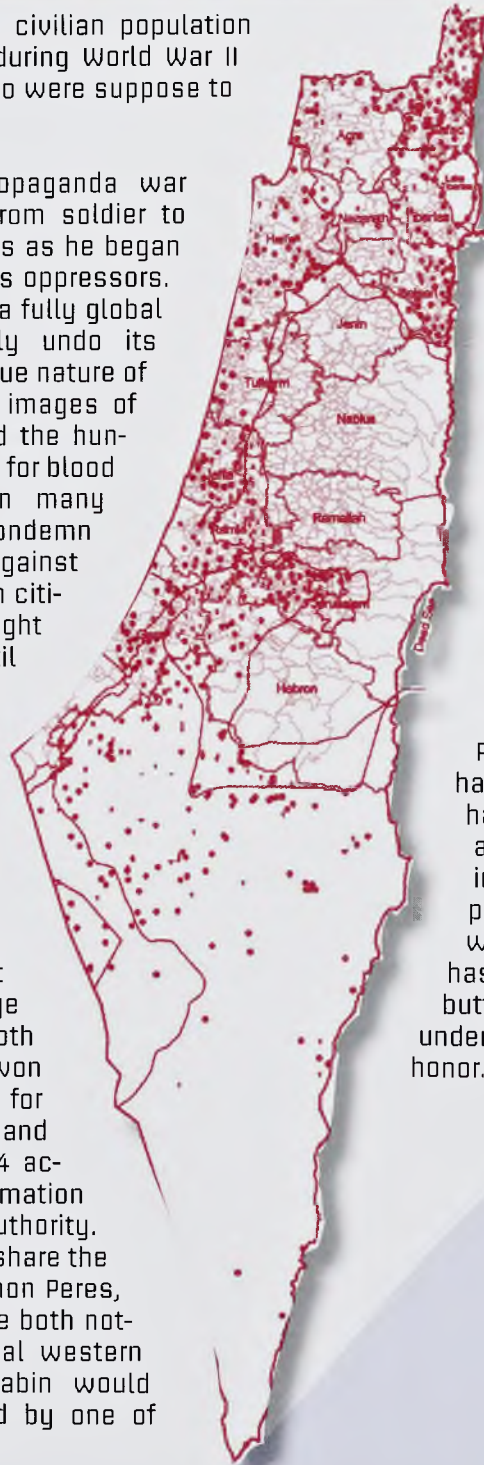 civilian population
during World War II
o were suppose to
opaganda war
rom soldier to
s as he began
s oppressors.
a fully global
ly undo its
ue nature of
images of
d the hun-
for blood
n many
ondemn
gainst
n citi-
ght
il
t
ge
oth
von
for
and
4 ac-
mation
uthority.
share the
non Peres,
e both not-
al western
abin would
d by one of
Acre
Haifa
Nazareth
Tiberias
Jenin
Tulkarm
Nablus
Jaffa
Ramle
Ramallah
Jerusalem
Dead Sea
Hebron
P
ha
ha
a
i
p
w
has
butt
under
honor.